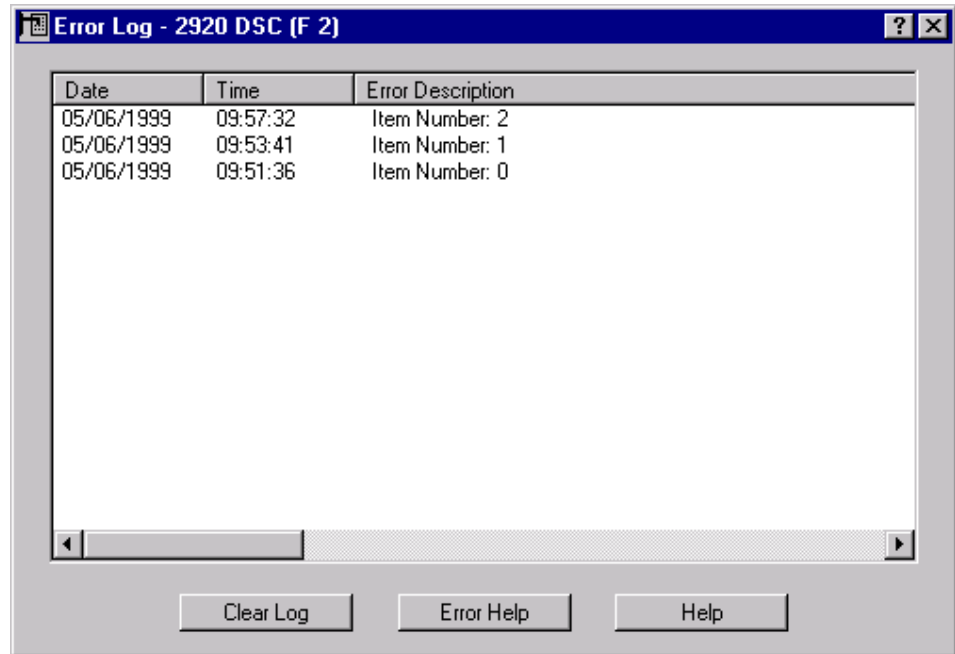 Error Log - 2920 DSC (F 2)
Date Time Error Description
05/06/1999 09:57:32 Item Number: 2
05/06/1999 09:53:41 Item Number: 1
05/06/1999 09:51:36 Item Number: 0
Clear Log Error Help Help